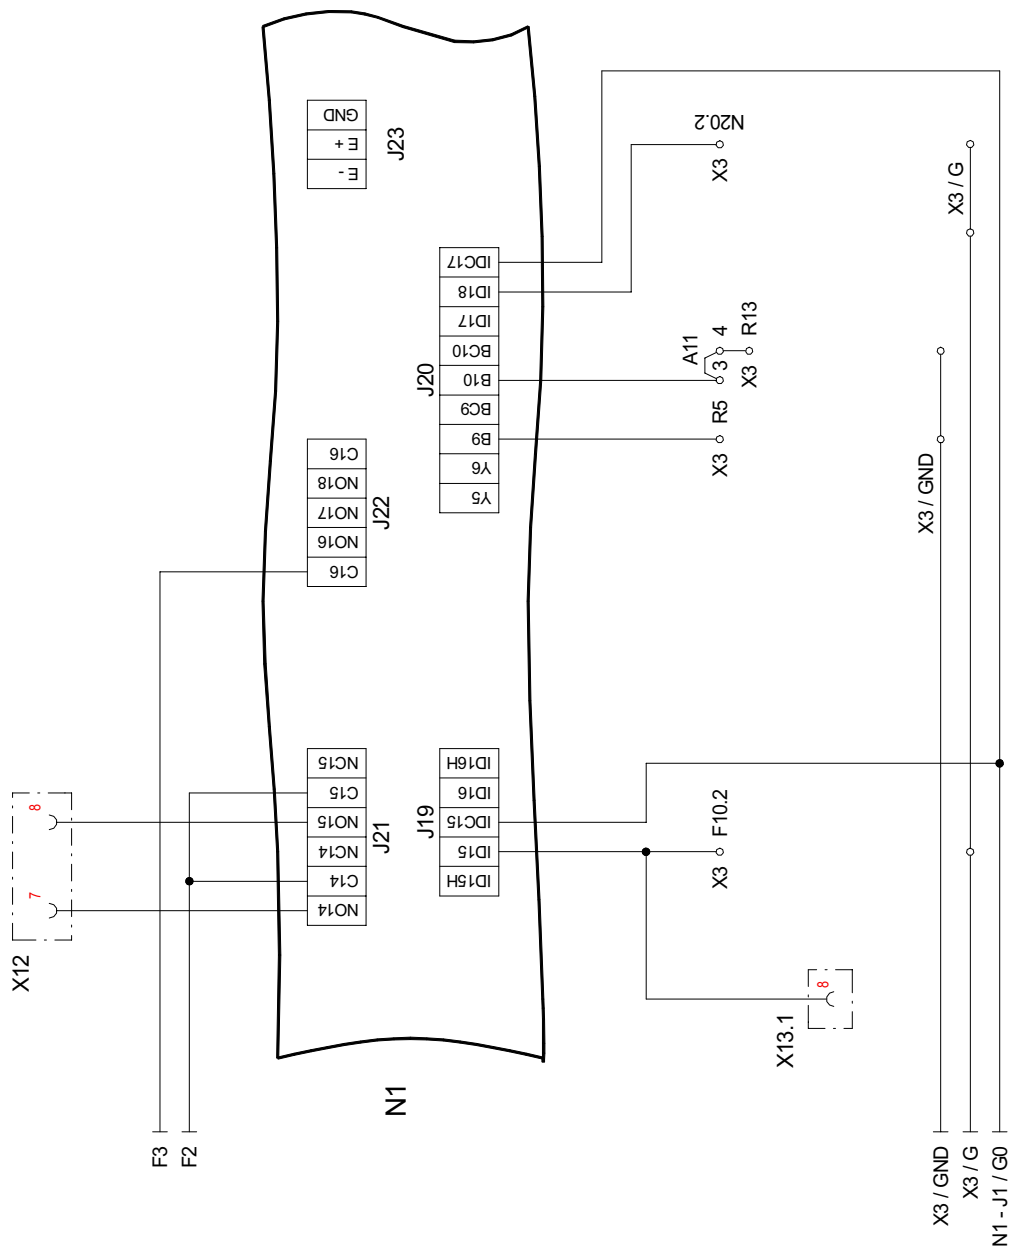 GND
E +
E -
J23
N20.2
X3
X3 / G
IDC17
ID18
ID17
BC10
B10
BC9
B9
Y6
Y5
J20
A11
3
4
R13
X3
R5
X3
X3 / GND
C16
NO18
NO17
NO16
C16
J22
NC15
C15
NO15
NC14
C14
NO14
J21
ID16H
ID16
IDC15
ID15
ID15H
J19
8
7
X12
F10.2
X3
8
X13.1
N1
F3
F2
X3 / GND
X3 / G
N1 - J1 / G0